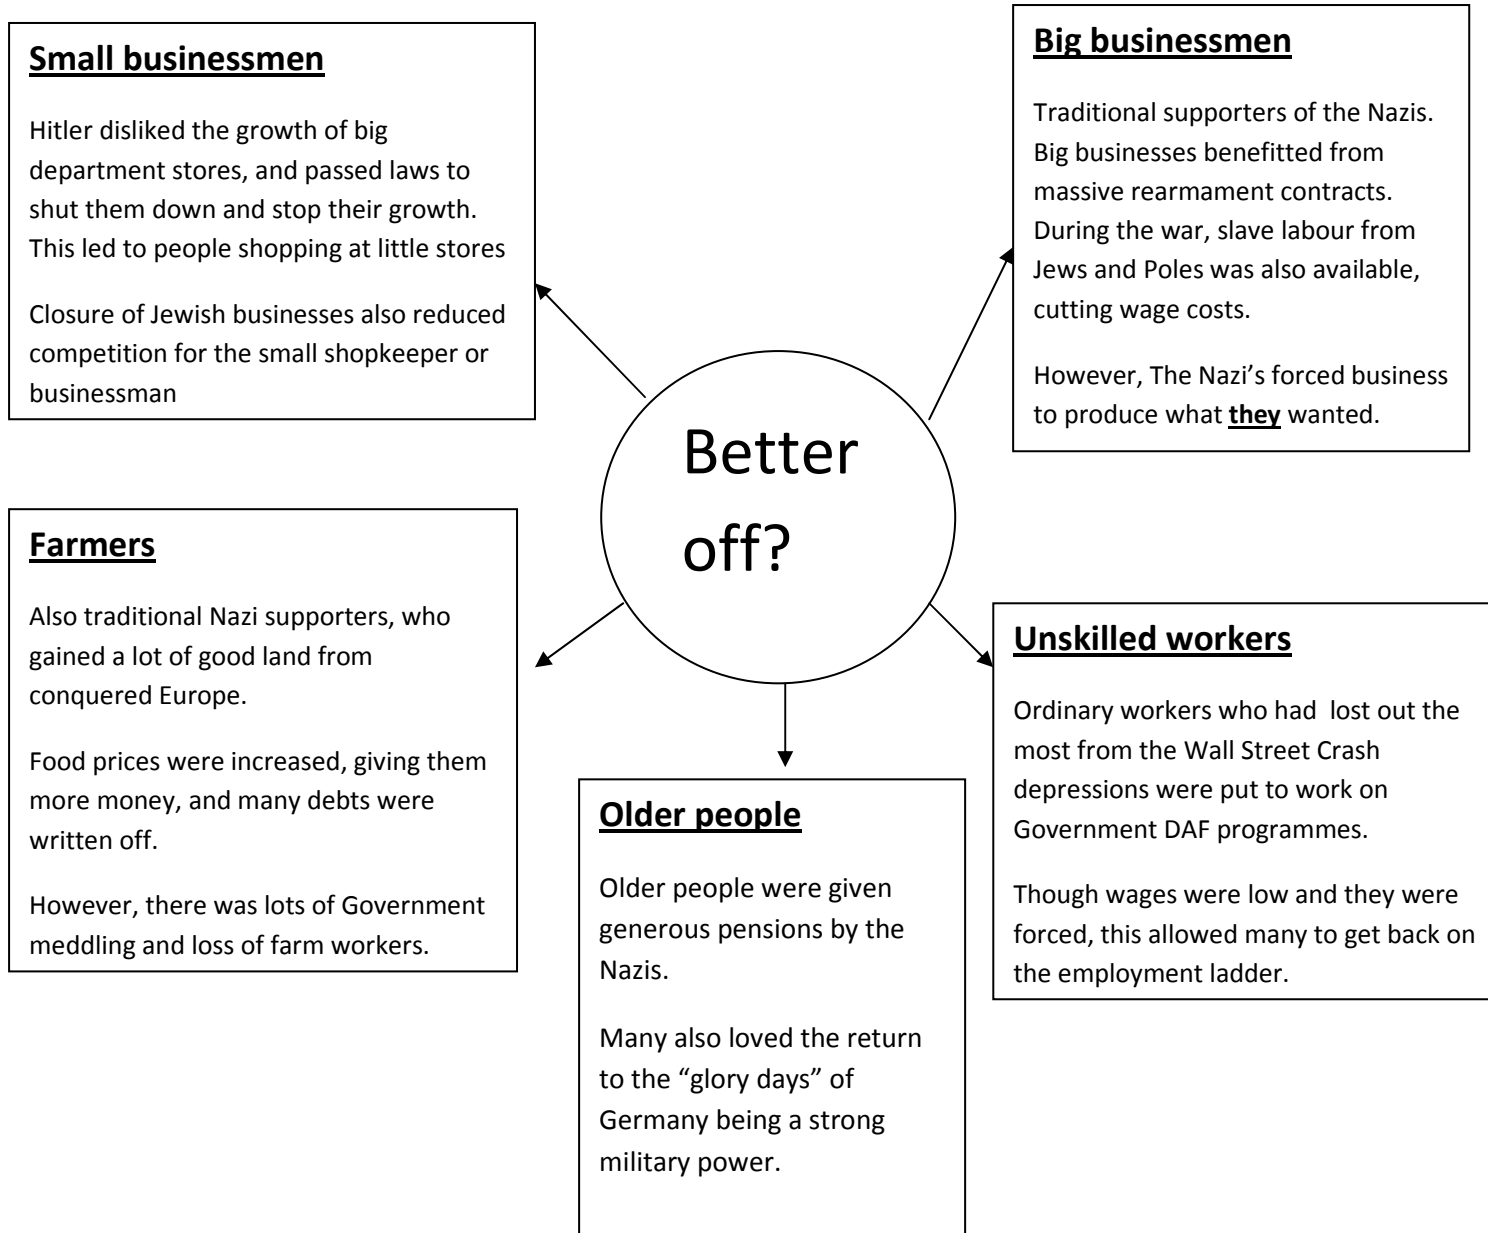 Small businessmen
Hitler disliked the growth of big
department stores, and passed laws to
shut them down and stop their growth.
This led to people shopping at little stores
Closure of Jewish businesses also reduced
competition for the small shopkeeper or
businessman
Big businessmen
Traditional supporters of the Nazis.
Big businesses benefitted from
massive rearmament contracts.
During the war, slave labour from
Jews and Poles was also available,
cutting wage costs.
However, The Nazi’s forced business
to produce what they wanted.
Better
off?
Farmers
Also traditional Nazi supporters, who
gained a lot of good land from
conquered Europe.
Food prices were increased, giving them
more money, and many debts were
written off.
However, there was lots of Government
meddling and loss of farm workers.
Older people
Older people were given
generous pensions by the
Nazis.
Many also loved the return
to the “glory days” of
Germany being a strong
military power.
Unskilled workers
Ordinary workers who had  lost out the
most from the Wall Street Crash
depressions were put to work on
Government DAF programmes.
Though wages were low and they were
forced, this allowed many to get back on
the employment ladder.